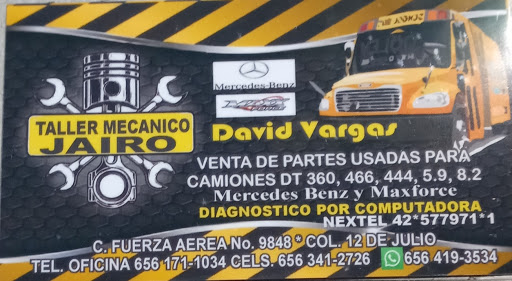 SCHOOL BUS
Mercedes-Benz
TALLER MECANICO
JAIRO
David Vargas
VENTA DE PARTES USADAS PARA
CAMIONES DT 360, 466, 444, 5.9, 8.2
Mercedes Benz y Maxforce
DIAGNOSTICO POR COMPUTADORA
NEXTEL 42*577971*1
C. FUERZA AEREA No. 9848 * COL. 12 DE JULIO
TEL. OFICINA 656 171-1034 CELS. 656 341-2726 656 419-3534